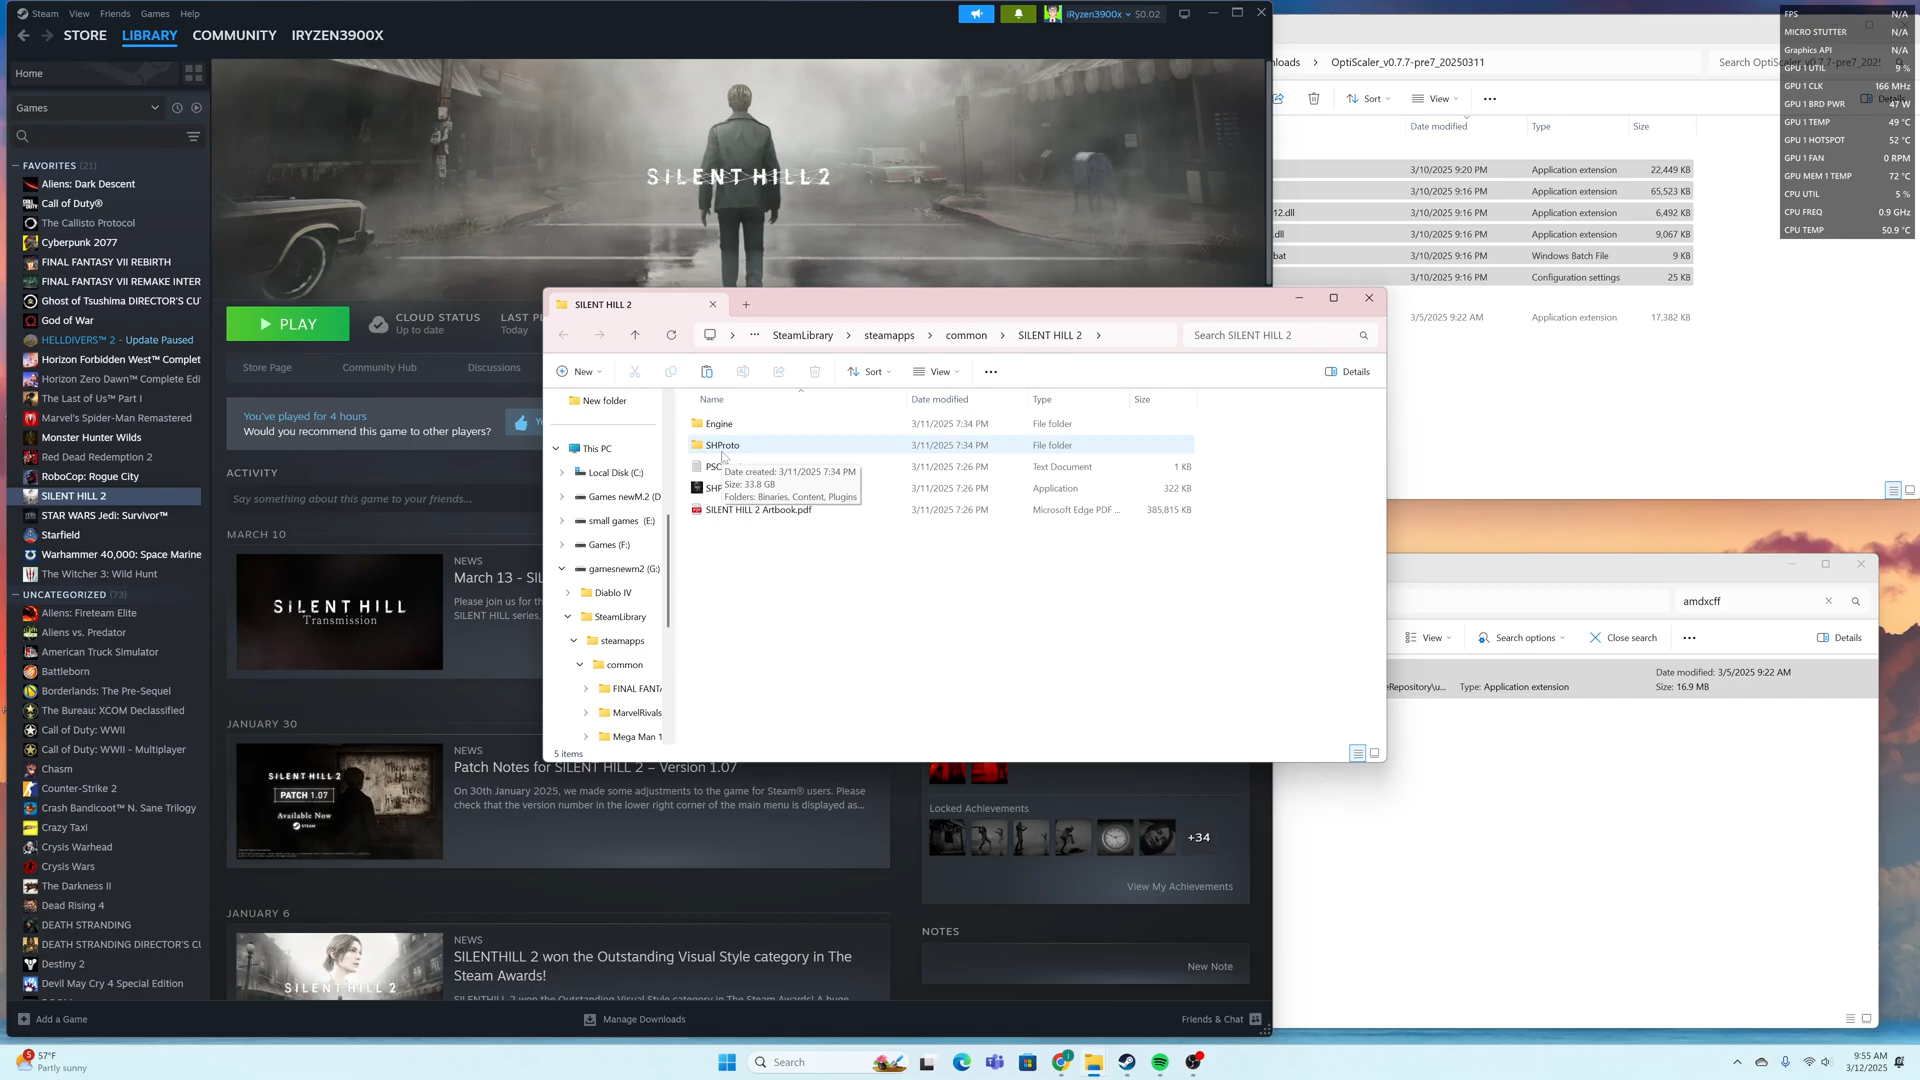 Steam View Friends Games Help
iRyzen3900x $0.02
STORE LIBRARY COMMUNITY IRYZEN3900X
Home
Games
FAVORITES (21)
Aliens: Dark Descent
Call of Duty®
The Callisto Protocol
Cyberpunk 2077
FINAL FANTASY VII REBIRTH
FINAL FANTASY VII REMAKE INTER
Ghost of Tsushima DIRECTOR'S CU
God of War
HELLDIVERS™ 2 - Update Paused
Horizon Forbidden West™ Complet
Horizon Zero Dawn™ Complete Edi
The Last of Us™ Part I
Marvel's Spider-Man Remastered
Monster Hunter Wilds
Red Dead Redemption 2
RoboCop: Rogue City
SILENT HILL 2
STAR WARS Jedi: Survivor™
Starfield
Warhammer 40,000: Space Marine
The Witcher 3: Wild Hunt
UNCATEGORIZED (73)
Aliens: Fireteam Elite
Aliens vs. Predator
American Truck Simulator
Battleborn
Borderlands: The Pre-Sequel
The Bureau: XCOM Declassified
Call of Duty: WWII
Call of Duty: WWII - Multiplayer
Chasm
Counter-Strike 2
Crash Bandicoot™ N. Sane Trilogy
Crazy Taxi
Crysis Warhead
Crysis Wars
The Darkness II
Dead Rising 4
DEATH STRANDING
DEATH STRANDING DIRECTOR'S CU
Destiny 2
Devil May Cry 4 Special Edition
Add a Game
SILENT HILL 2
PLAY
CLOUD STATUS
Up to date
LAST PL
Today
Store Page Community Hub Discussions
You've played for 4 hours
Would you recommend this game to other players?
ACTIVITY
Say something about this game to your friends...
MARCH 10
SILENT HILL
Transmission
NEWS
March 13 - SIL
Please join us for th
SILENT HILL series,
JANUARY 30
SILENT HILL 2
PATCH 1.07
Available Now
STEAM
NEWS
Patch Notes for SILENT HILL 2 – Version 1.07
On 30th January 2025, we made some adjustments to the game for Steam® users. Please
check that the version number in the lower right corner of the main menu is displayed as...
JANUARY 6
SILENT HILL 2
NEWS
SILENTHILL 2 won the Outstanding Visual Style category in The
Steam Awards!
Locked Achievements
+34
View My Achievements
NOTES
New Note
Manage Downloads
Friends & Chat
SILENT HILL 2
SteamLibrary steamapps common SILENT HILL 2
Search SILENT HILL 2
New Sort View Details
New folder
This PC
Local Disk (C:)
Games newM.2 (D
small games (E:)
Games (F:)
gamesnewm2 (G:)
Diablo IV
SteamLibrary
steamapps
common
FINAL FANTA
MarvelRivals
Mega Man 1
Name Date modified Type Size
Engine 3/11/2025 7:34 PM File folder
SHProto 3/11/2025 7:34 PM File folder
PSC 3/11/2025 7:26 PM Text Document 1 KB
SHP 3/11/2025 7:26 PM Application 322 KB
SILENT HILL 2 Artbook.pdf 3/11/2025 7:26 PM Microsoft Edge PDF ... 385,815 KB
Date created: 3/11/2025 7:34 PM
Size: 33.8 GB
Folders: Binaries, Content, Plugins
5 items
nloads OptiScaler_v0.7.7-pre7_20250311
Search OptiScaler_v0.7.7-pre7_202
Sort View Details
Date modified Type Size
3/10/2025 9:20 PM Application extension 22,449 KB
3/10/2025 9:16 PM Application extension 65,523 KB
12.dll 3/10/2025 9:16 PM Application extension 6,492 KB
.dll 3/10/2025 9:16 PM Application extension 9,067 KB
bat 3/10/2025 9:16 PM Windows Batch File 9 KB
3/10/2025 9:16 PM Configuration settings 25 KB
3/5/2025 9:22 AM Application extension 17,382 KB
FPS N/A
MICRO STUTTER N/A
Graphics API N/A
GPU 1 UTIL 9 %
GPU 1 CLK 166 MHz
GPU 1 BRD PWR 47 W
GPU 1 TEMP 49 °C
GPU 1 HOTSPOT 52 °C
GPU 1 FAN 0 RPM
GPU MEM 1 TEMP 72 °C
CPU UTIL 5 %
CPU FREQ 0.9 GHz
CPU TEMP 50.9 °C
amdxcff
View Search options Close search Details
eRepository\u... Type: Application extension
Date modified: 3/5/2025 9:22 AM
Size: 16.9 MB
5
57°F
Partly sunny
Search
9:55 AM
3/12/2025